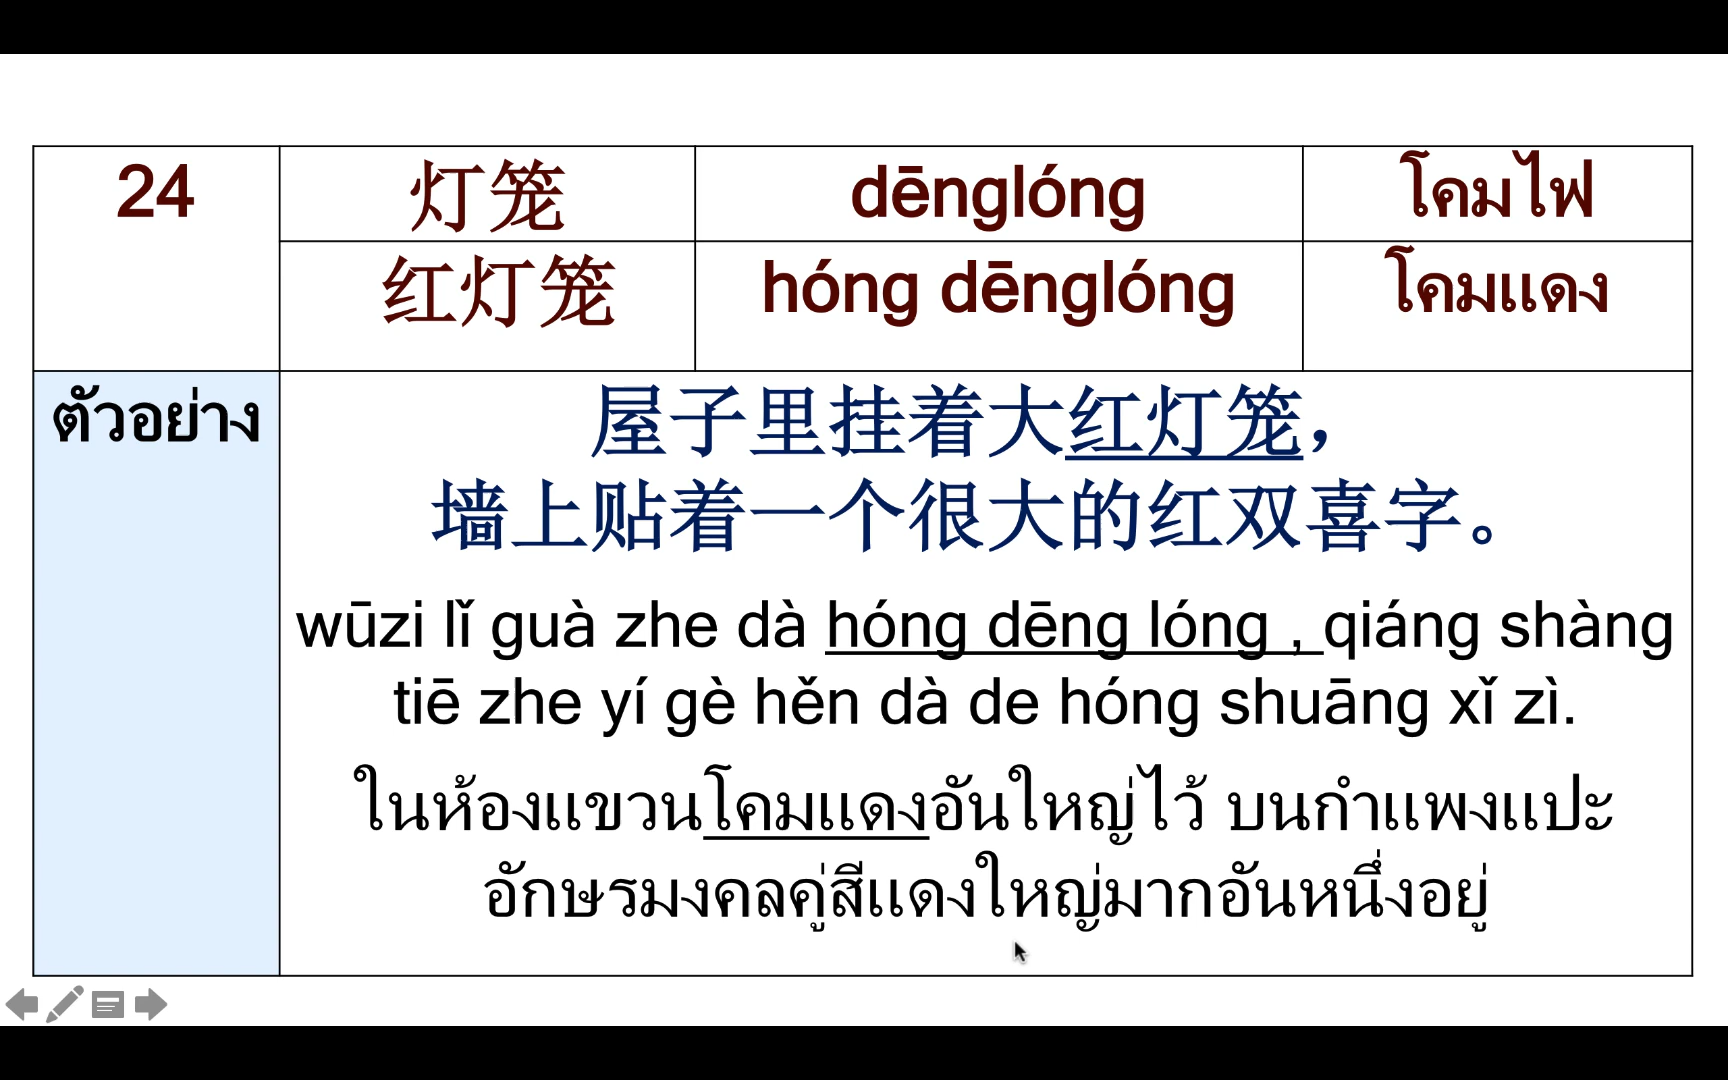 24 灯笼 dēnglóng โคมไฟ
红灯笼 hóng dēnglóng โคมแดง
ตัวอย่าง
屋子里挂着大红灯笼，
墙上贴着一个很大的红双喜字。
wūzi lǐ guà zhe dà hóng dēng lóng , qiáng shàng
tiē zhe yí gè hěn dà de hóng shuāng xǐ zì.
ในห้องแขวนโคมแดงอันใหญ่ไว้ บนกำแพงแปะ
อักษรมงคลคู่สีแดงใหญ่มากอันหนึ่งอยู่